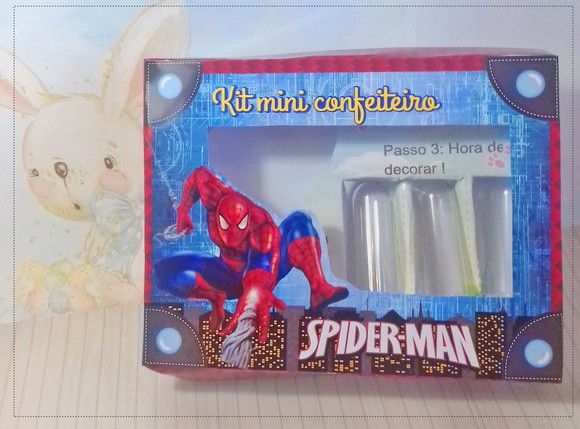 Kit mini confeiteiro
Passo 3: Hora de
decorar !
SPIDER-MAN